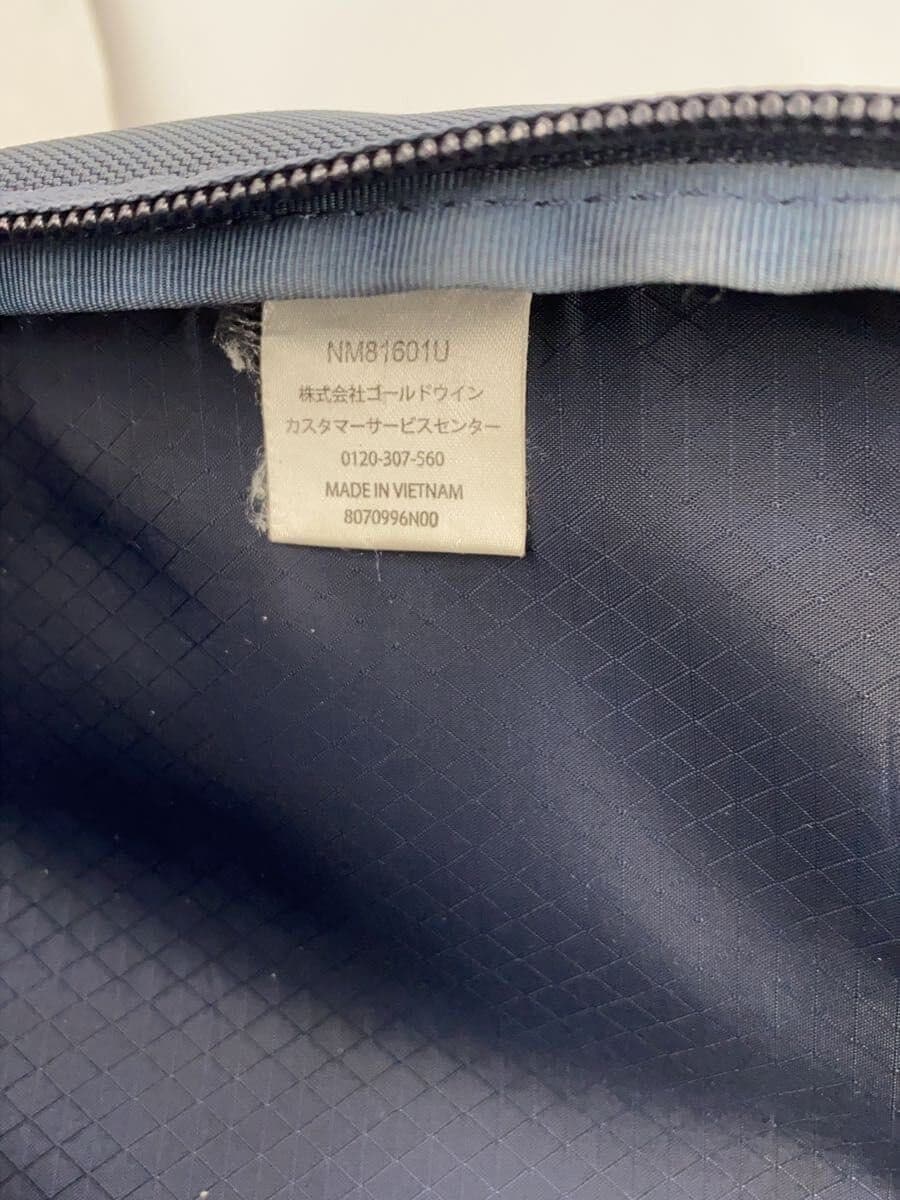 NM81601U
株式会社ゴールドウイン
カスタマーサービスセンター
0120-307-560
MADE IN VIETNAM
8070996N00